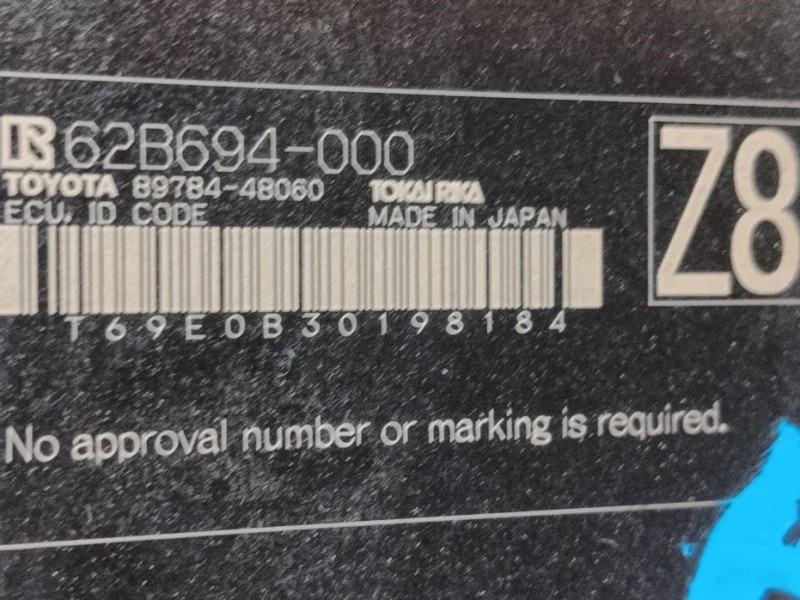 62B694-000
TOYOTA 89784-48060 TOKAI RIKA
ECU, ID CODE MADE IN JAPAN
Z8
T69E0B30198184
No approval number or marking is required.